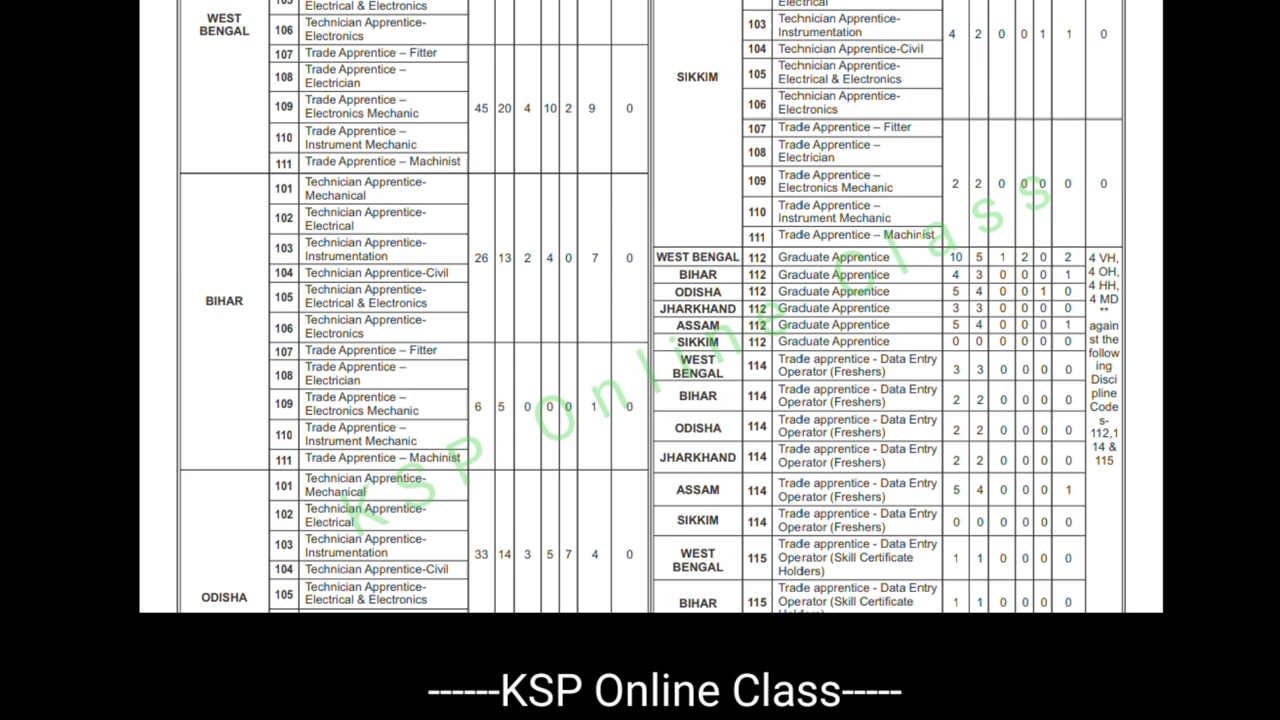 Electrical & Electronics
WEST
BENGAL
106 Technician Apprentice-
Electronics
107 Trade Apprentice – Fitter
108 Trade Apprentice –
Electrician
109 Trade Apprentice –
Electronics Mechanic
45 20 4 10 2 9 0
110 Trade Apprentice –
Instrument Mechanic
111 Trade Apprentice – Machinist
BIHAR
101 Technician Apprentice-
Mechanical
102 Technician Apprentice-
Electrical
103 Technician Apprentice-
Instrumentation
26 13 2 4 0 7 0
104 Technician Apprentice-Civil
105 Technician Apprentice-
Electrical & Electronics
106 Technician Apprentice-
Electronics
107 Trade Apprentice – Fitter
108 Trade Apprentice –
Electrician
109 Trade Apprentice –
Electronics Mechanic
6 5 0 0 0 1 0
110 Trade Apprentice –
Instrument Mechanic
111 Trade Apprentice – Machinist
ODISHA
101 Technician Apprentice-
Mechanical
102 Technician Apprentice-
Electrical
103 Technician Apprentice-
Instrumentation
33 14 3 5 7 4 0
104 Technician Apprentice-Civil
105 Technician Apprentice-
Electrical & Electronics
SIKKIM
Electrical
103 Technician Apprentice-
Instrumentation
4 2 0 0 1 1 0
104 Technician Apprentice-Civil
105 Technician Apprentice-
Electrical & Electronics
106 Technician Apprentice-
Electronics
107 Trade Apprentice – Fitter
108 Trade Apprentice –
Electrician
109 Trade Apprentice –
Electronics Mechanic
2 2 0 0 0 0 0
110 Trade Apprentice –
Instrument Mechanic
111 Trade Apprentice – Machinist
WEST BENGAL 112 Graduate Apprentice 10 5 1 2 0 2
BIHAR 112 Graduate Apprentice 4 3 0 0 0 1
ODISHA 112 Graduate Apprentice 5 4 0 0 1 0
JHARKHAND 112 Graduate Apprentice 3 3 0 0 0 0
ASSAM 112 Graduate Apprentice 5 4 0 0 0 1
SIKKIM 112 Graduate Apprentice 0 0 0 0 0 0
WEST
BENGAL
114 Trade apprentice - Data Entry
Operator (Freshers)
3 3 0 0 0 0
BIHAR 114 Trade apprentice - Data Entry
Operator (Freshers)
2 2 0 0 0 0
ODISHA 114 Trade apprentice - Data Entry
Operator (Freshers)
2 2 0 0 0 0
JHARKHAND 114 Trade apprentice - Data Entry
Operator (Freshers)
2 2 0 0 0 0
ASSAM 114 Trade apprentice - Data Entry
Operator (Freshers)
5 4 0 0 0 1
SIKKIM 114 Trade apprentice - Data Entry
Operator (Freshers)
0 0 0 0 0 0
WEST
BENGAL
115 Trade apprentice - Data Entry
Operator (Skill Certificate
Holders)
1 1 0 0 0 0
BIHAR 115 Trade apprentice - Data Entry
Operator (Skill Certificate
1 1 0 0 0 0
4 VH,
4 OH,
4 HH,
4 MD
**
again
st the
follow
ing
Disci
pline
Code
s-
112,1
14 &
115
KSP Online Class
------KSP Online Class-----